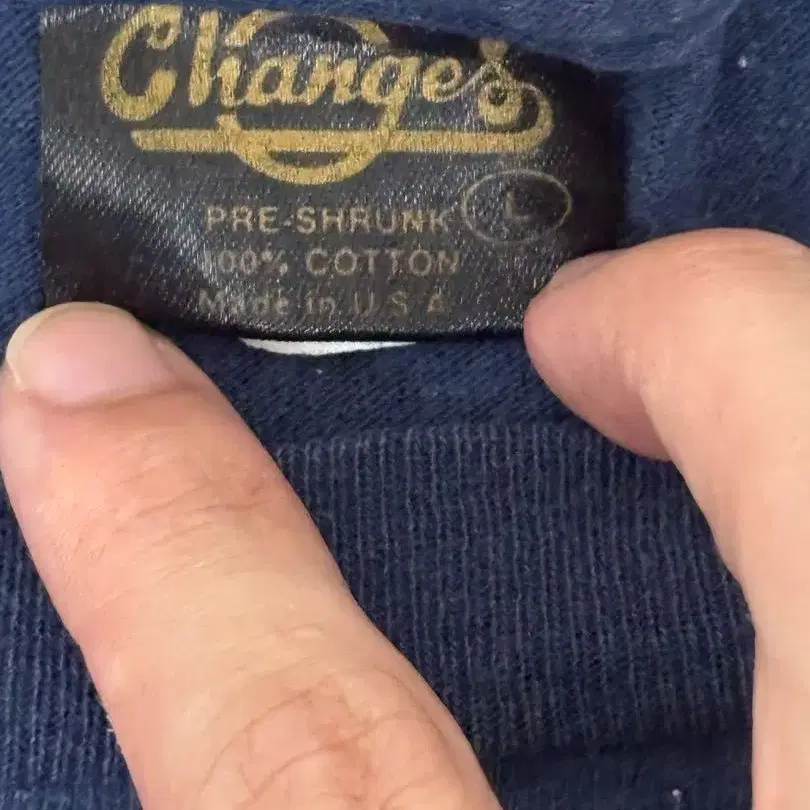 Changes
PRE-SHRUNK L
100% COTTON
Made in U.S.A.